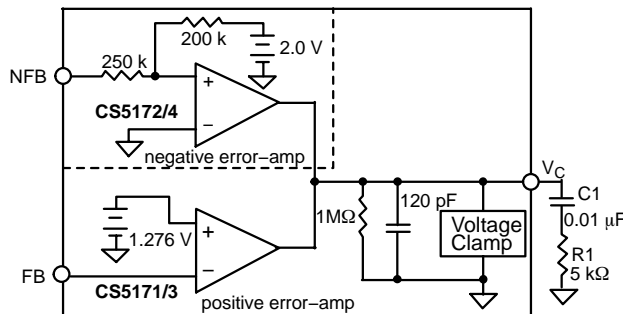 200 k
2.0 V
250 k
NFB
+
CS5172/4
−
negative error−amp
VC
C1
120 pF
0.01 μF
1MΩ
Voltage
Clamp
R1
5 kΩ
+
1.276 V
−
FB
CS5171/3
positive error−amp